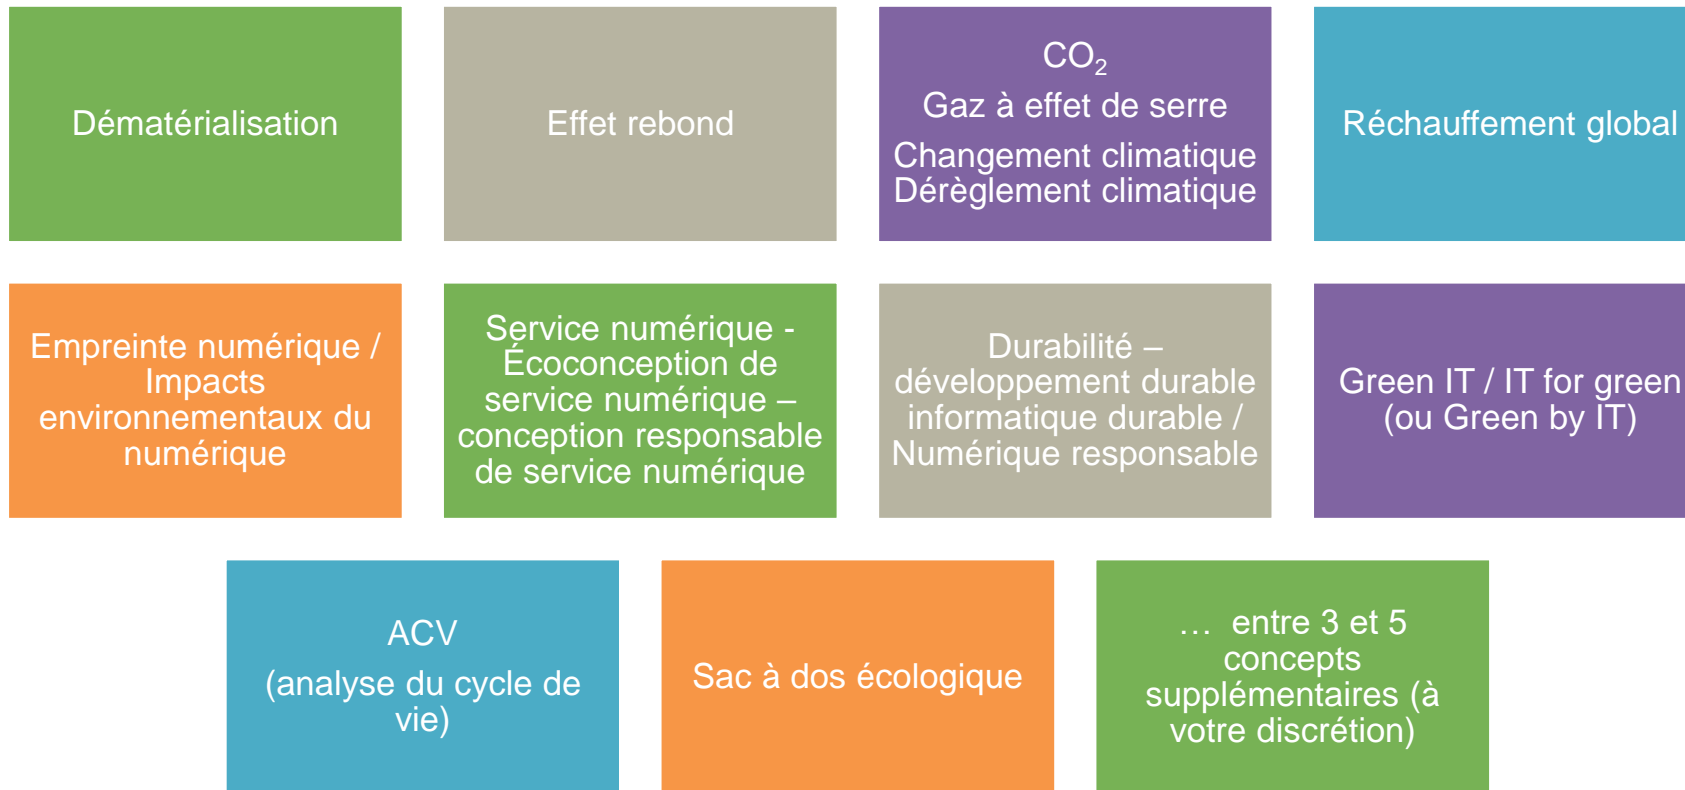 Dématérialisation
Effet rebond
CO₂
Gaz à effet de serre
Changement climatique
Dérèglement climatique
Réchauffement global
Empreinte numérique /
Impacts
environnementaux du
numérique
Service numérique -
Écoconception de
service numérique –
conception responsable
de service numérique
Durabilité –
développement durable
informatique durable /
Numérique responsable
Green IT / IT for green
(ou Green by IT)
ACV
(analyse du cycle de
vie)
Sac à dos écologique
… entre 3 et 5
concepts
supplémentaires (à
votre discrétion)